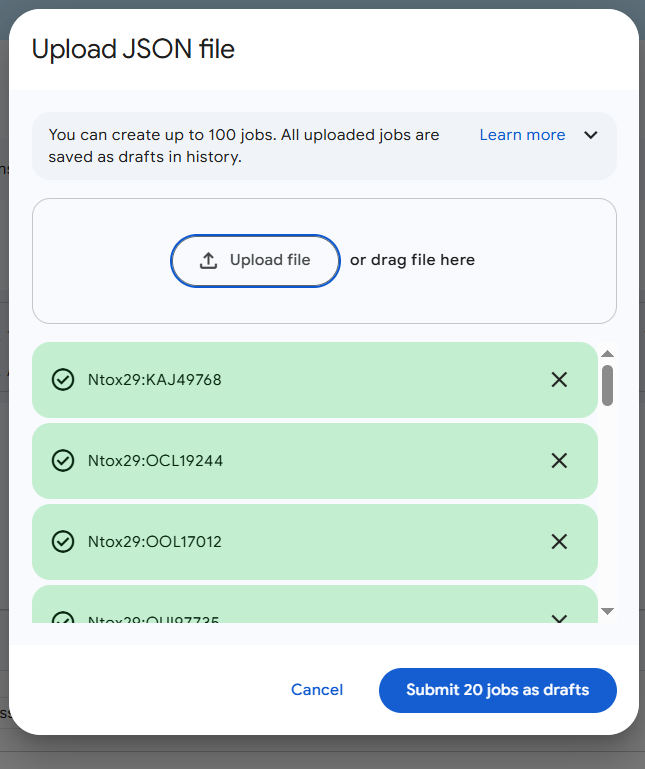 Upload JSON file
You can create up to 100 jobs. All uploaded jobs are
saved as drafts in history.
Learn more
Upload file
or drag file here
Ntox29:KAJ49768
Ntox29:OCL19244
Ntox29:OOL17012
Cancel
Submit 20 jobs as drafts